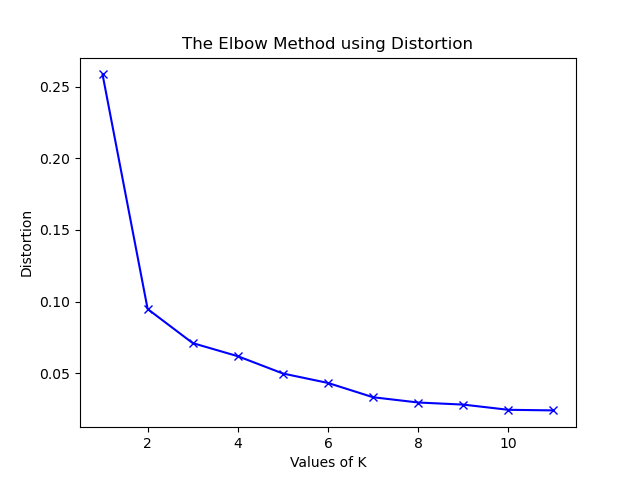 The Elbow Method using Distortion
0.25
0.20
0.15
0.10
0.05
Distortion
2 4 6 8 10
Values of K